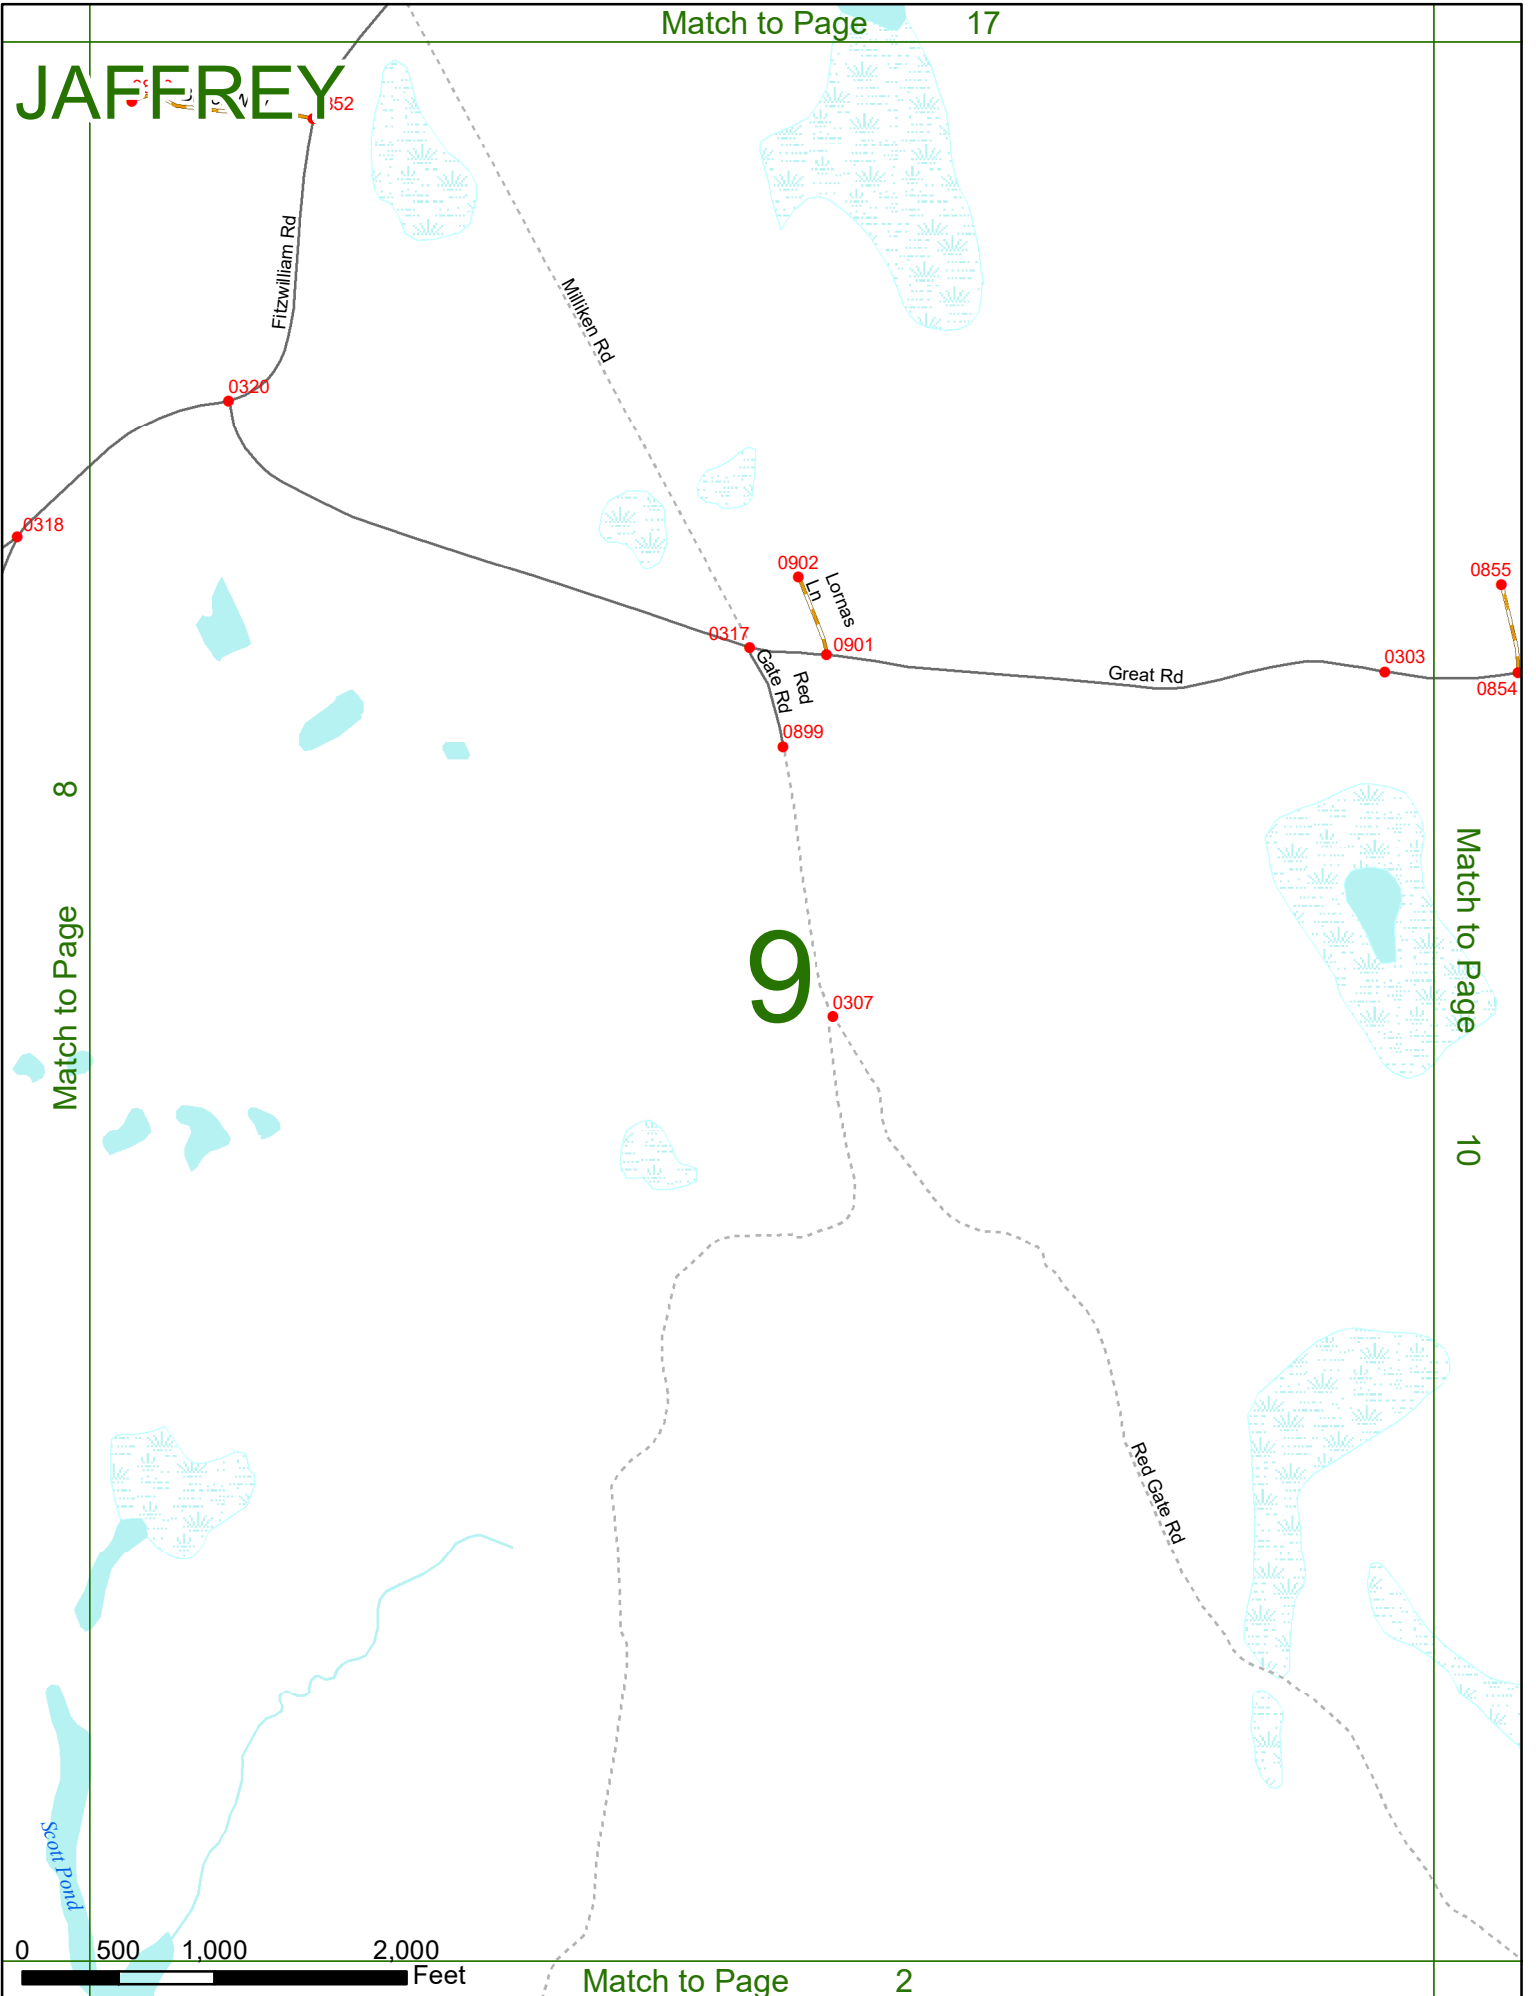 Match to Page 17
JAFFREY
Fitzwilliam Rd
Milliken Rd
0320
0318
0902
Lornas
Ln
0855
0317
0901
Great Rd
0303
0854
Red
Gate Rd
0899
Match to Page 8
9
0307
Match to Page 10
Red Gate Rd
Scott Pond
0 500 1,000 2,000
Feet
Match to Page 2